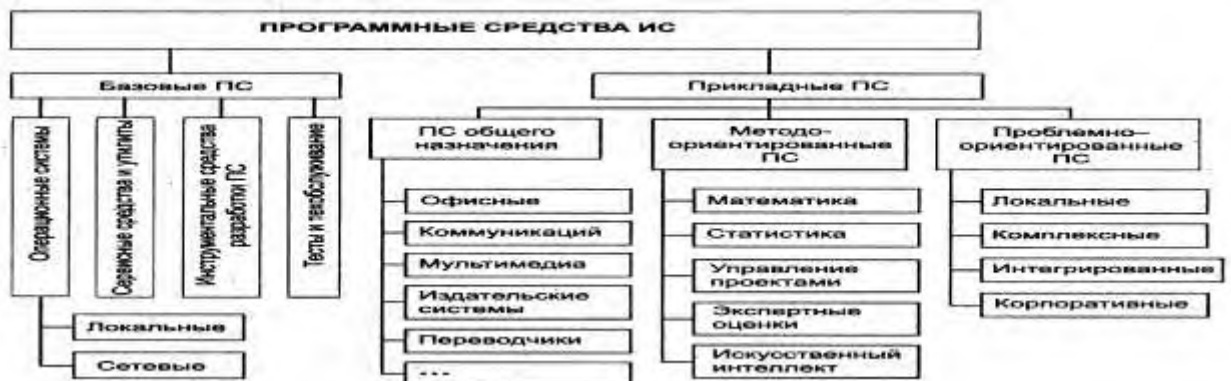 ПРОГРАММНЫЕ СРЕДСТВА ИС
Базовые ПС
Прикладные ПС
Операционные системы
Сервисные средства и утилиты
Инструментальные средства
разработки ПС
Тесты и техобслуживание
Локальные
Сетевые
ПС общего
назначения
Офисные
Коммуникаций
Мультимедиа
Издательские
системы
Переводчики
...
Методо-
ориентированные
ПС
Математика
Статистика
Управление
проектами
Экспертные
оценки
Искусственный
интеллект
Проблемно–
ориентированные
ПС
Локальные
Комплексные
Интегрированные
Корпоративные